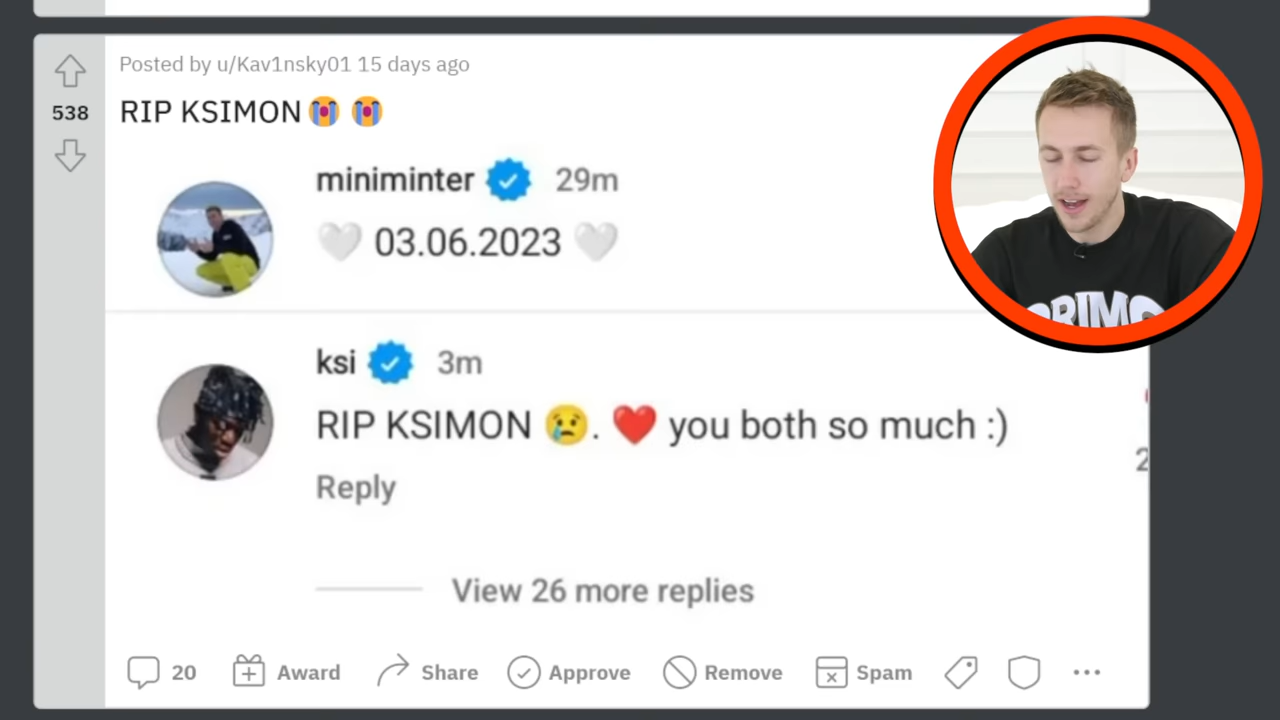 Posted by u/Kav1nsky01 15 days ago
538
RIP KSIMON😭 😭
miniminter 29m
🤍 03.06.2023 🤍
ksi 3m
RIP KSIMON 😢. ❤️ you both so much :)
2
Reply
View 26 more replies
20 Award Share Approve Remove Spam ...